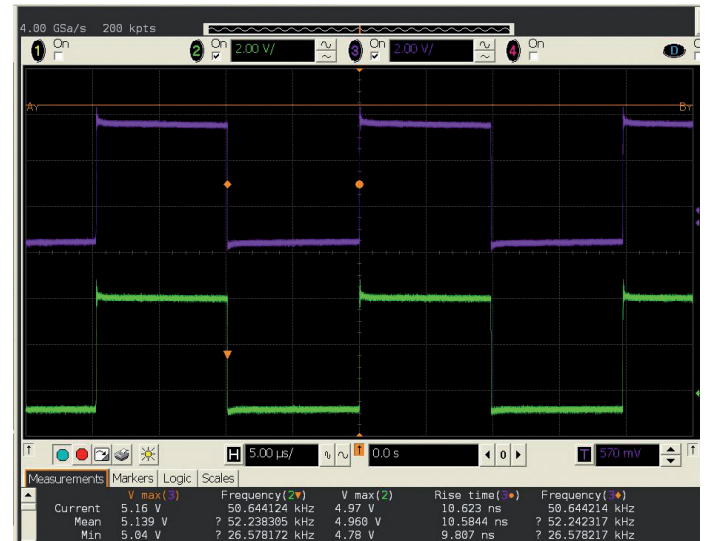 4.00 GSa/s 200 kpts
1 On 2 On 2.00 V/ 3 On 2.00 V/ 4 On D
Ay By
H 5.00 µs/ 0.0 s 0 T 570 mV
Measurements Markers Logic Scales
V max(3) Frequency(2▼) V max(2) Rise time(3●) Frequency(3◆)
Current 5.16 V 50.644124 kHz 4.97 V 10.623 ns 50.644214 kHz
Mean 5.139 V ? 52.238305 kHz 4.960 V 10.5844 ns ? 52.242317 kHz
Min 5.04 V ? 26.578172 kHz 4.78 V 9.807 ns ? 26.578217 kHz